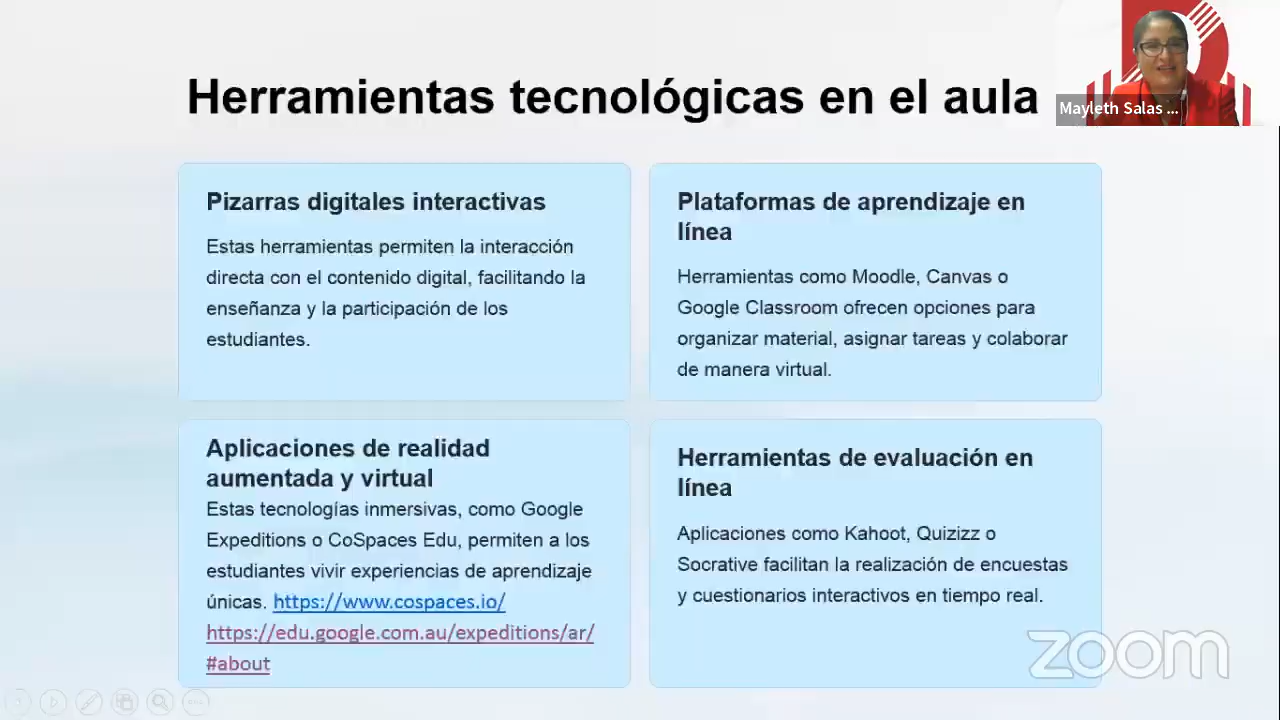 Herramientas tecnológicas en el aula
Mayleth Salas ...
Pizarras digitales interactivas
Estas herramientas permiten la interacción
directa con el contenido digital, facilitando la
enseñanza y la participación de los
estudiantes.
Plataformas de aprendizaje en
línea
Herramientas como Moodle, Canvas o
Google Classroom ofrecen opciones para
organizar material, asignar tareas y colaborar
de manera virtual.
Aplicaciones de realidad
aumentada y virtual
Estas tecnologías inmersivas, como Google
Expeditions o CoSpaces Edu, permiten a los
estudiantes vivir experiencias de aprendizaje
únicas. https://www.cospaces.io/
https://edu.google.com.au/expeditions/ar/
#about
Herramientas de evaluación en
línea
Aplicaciones como Kahoot, Quizizz o
Socrative facilitan la realización de encuestas
y cuestionarios interactivos en tiempo real.
zoom